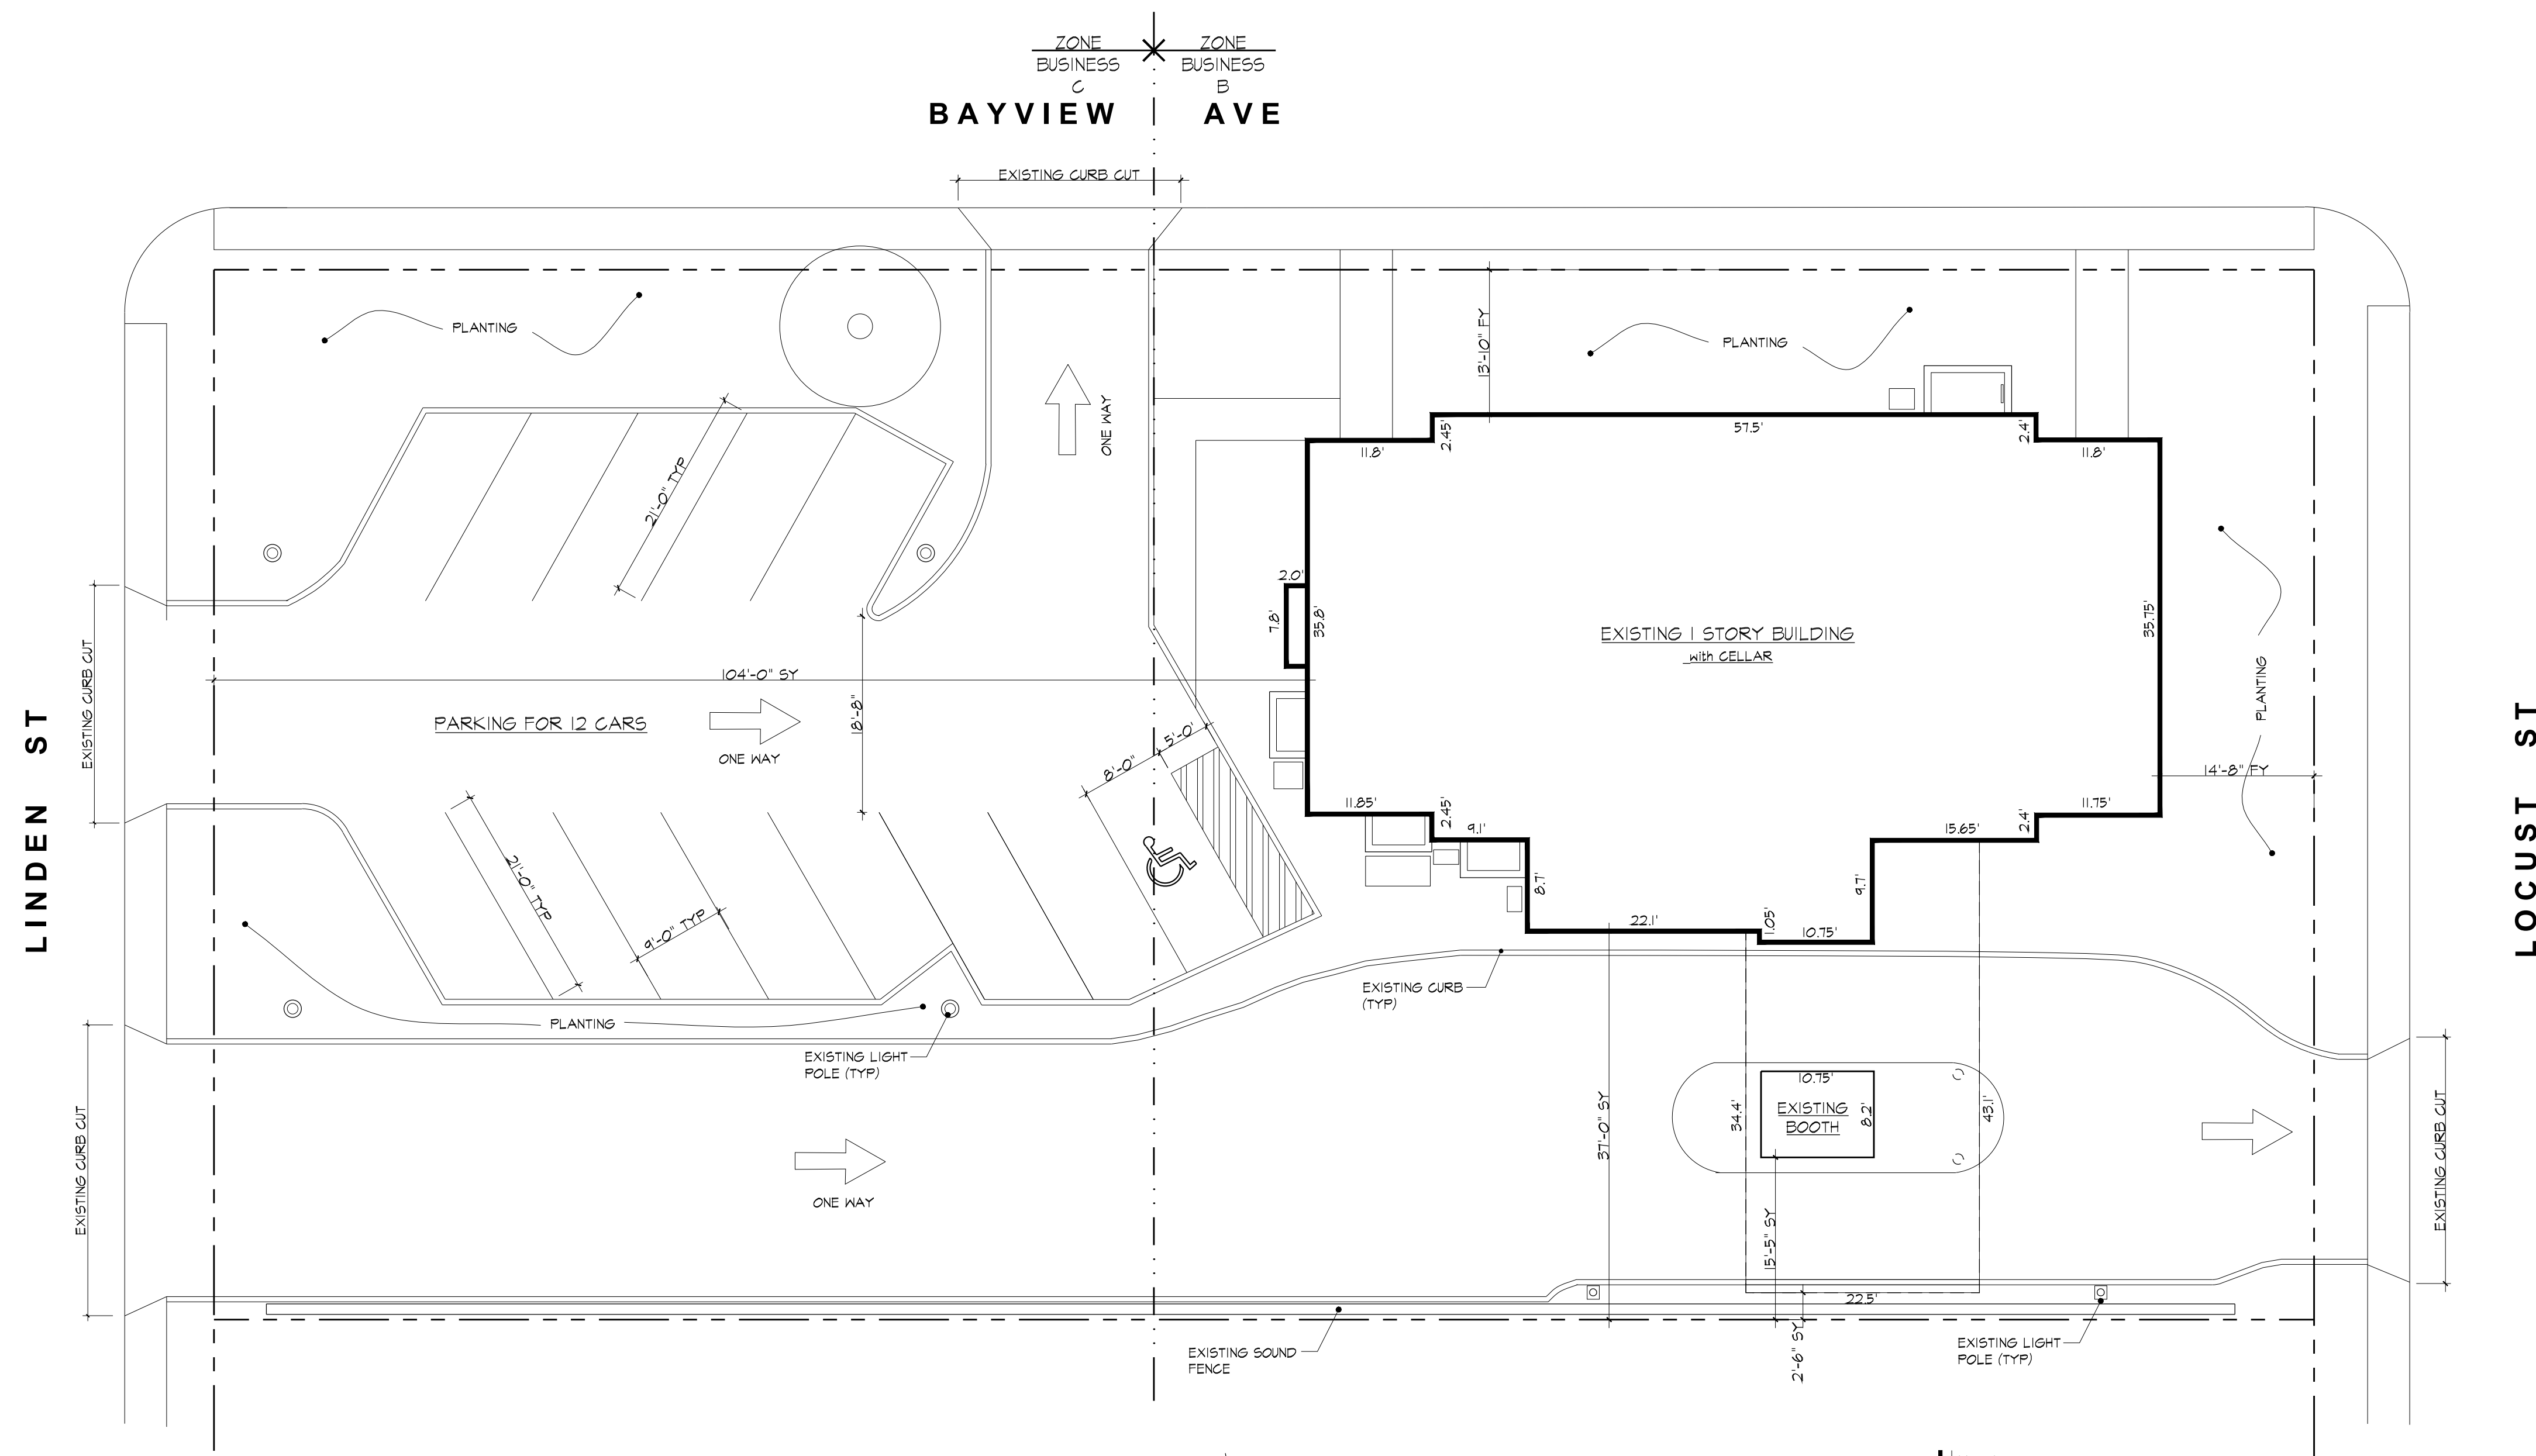 ZONE
BUSINESS
C
ZONE
BUSINESS
B
BAYVIEW AVE
EXISTING CURB CUT
PLANTING
PLANTING
13'-10" FY
ONE WAY
21'-0" TYP
57.5'
2.45'
2.4'
11.8'
11.8'
2.0'
7.8'
35.8'
35.75'
EXISTING 1 STORY BUILDING
with CELLAR
EXISTING CURB CUT
104'-0" SY
18'-8"
PARKING FOR 12 CARS
ONE WAY
PLANTING
14'-8" FY
LINDEN ST
LOCUST ST
8'-0"
5'-0"
11.85'
2.45'
9.1'
15.65'
2.4'
11.75'
8.7'
9.7'
22.1'
1.05'
10.75'
21'-0" TYP
9'-0" TYP
PLANTING
EXISTING LIGHT
POLE (TYP)
EXISTING CURB
(TYP)
EXISTING CURB CUT
ONE WAY
37'-0" SY
34.4'
10.75'
EXISTING
BOOTH
8.2'
43.1'
15'-5" SY
EXISTING CURB CUT
22.5'
2'-6" SY
EXISTING SOUND
FENCE
EXISTING LIGHT
POLE (TYP)